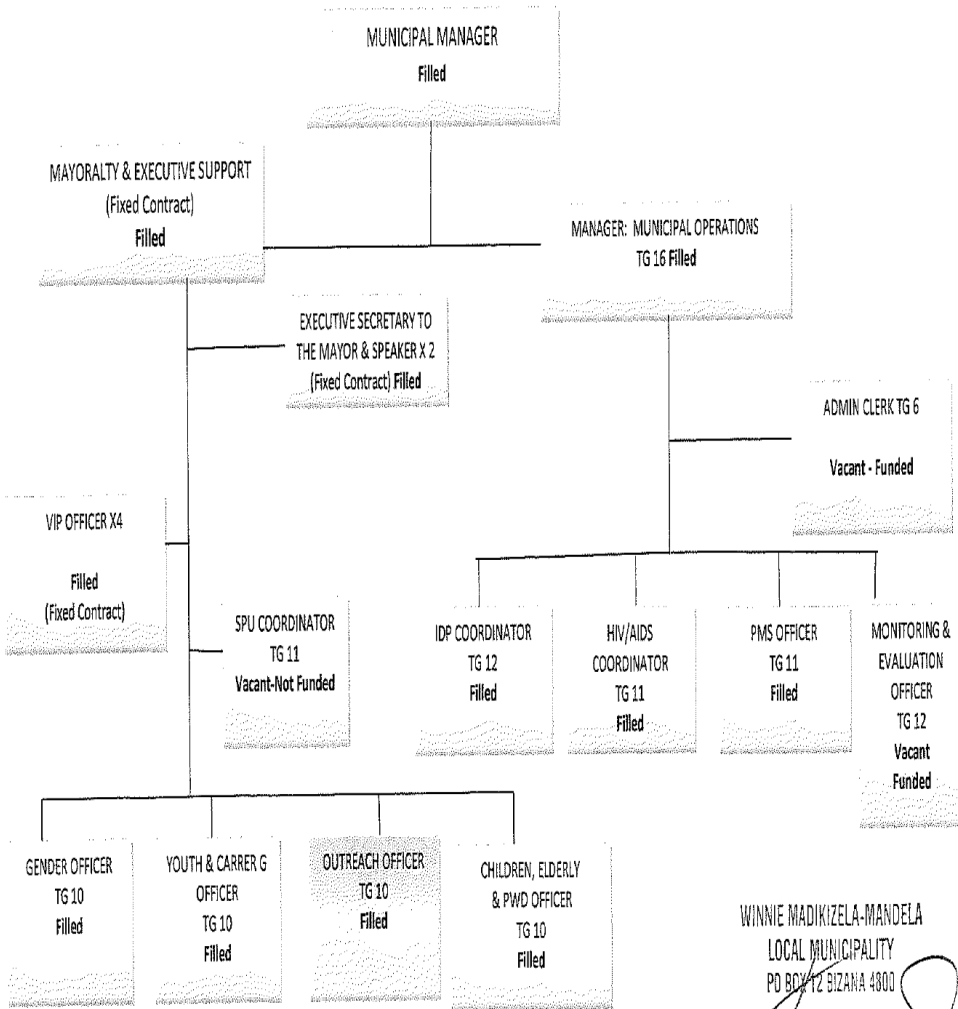 MUNICIPAL MANAGER
Filled
MAYORALTY & EXECUTIVE SUPPORT
(Fixed Contract)
Filled
MANAGER: MUNICIPAL OPERATIONS
TG 16 Filled
EXECUTIVE SECRETARY TO
THE MAYOR & SPEAKER X 2
(Fixed Contract) Filled
ADMIN CLERK TG 6
Vacant - Funded
VIP OFFICER X4
Filled
(Fixed Contract)
SPU COORDINATOR
TG 11
Vacant-Not Funded
IDP COORDINATOR
TG 12
Filled
HIV/AIDS
COORDINATOR
TG 11
Filled
PMS OFFICER
TG 11
Filled
MONITORING &
EVALUATION
OFFICER
TG 12
Vacant
Funded
GENDER OFFICER
TG 10
Filled
YOUTH & CARRER G
OFFICER
TG 10
Filled
OUTREACH OFFICER
TG 10
Filled
CHILDREN, ELDERLY
& PWD OFFICER
TG 10
Filled
WINNIE MADIKIZELA-MANDELA
LOCAL MUNICIPALITY
PO BOX 12 BIZANA 4800